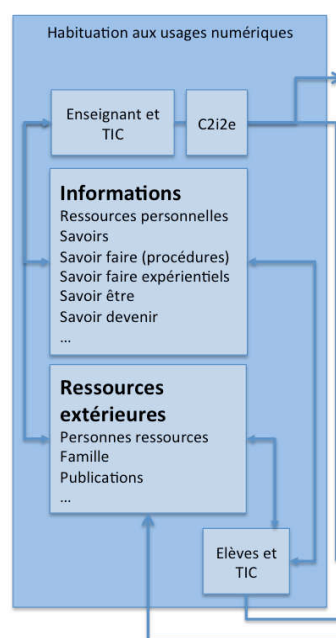 Habituation aux usages numériques
Enseignant et
TIC
C2i2e
Informations
Ressources personnelles
Savoirs
Savoir faire (procédures)
Savoir faire expérientiels
Savoir être
Savoir devenir
...
Ressources
extérieures
Personnes ressources
Famille
Publications
...
Elèves et
TIC